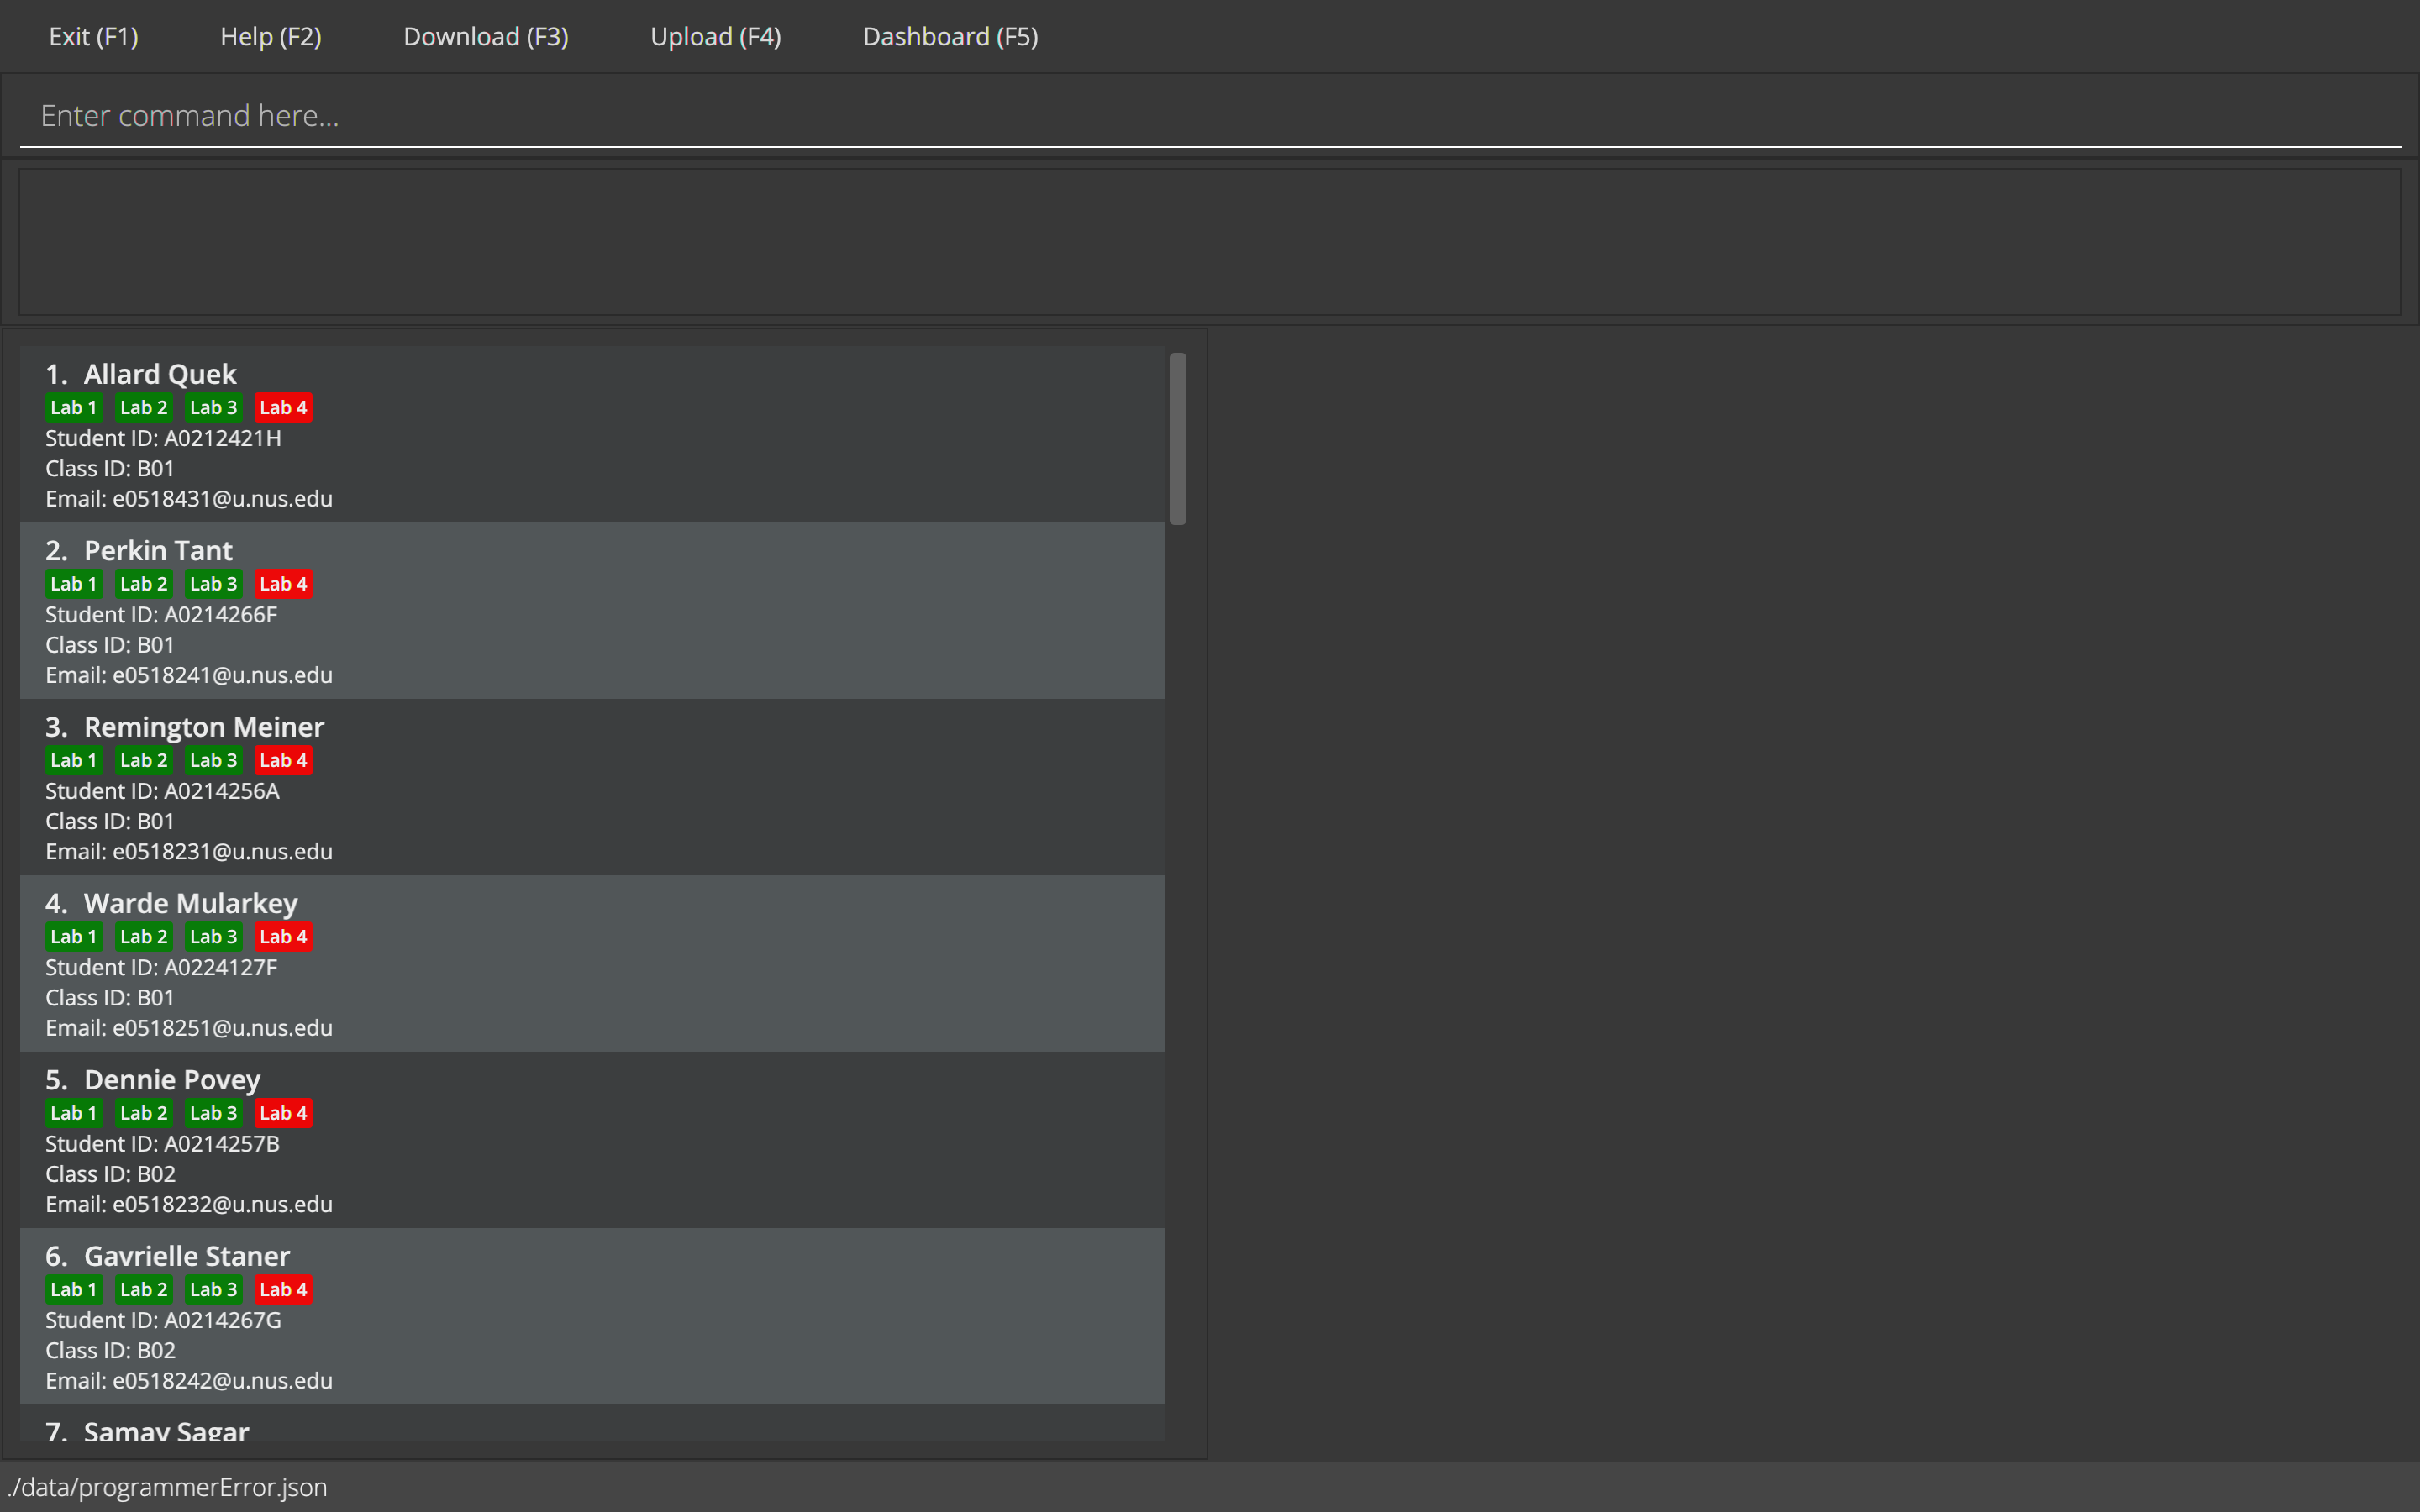 Exit (F1) Help (F2) Download (F3) Upload (F4) Dashboard (F5)
Enter command here...
1. Allard Quek
Lab 1 Lab 2 Lab 3 Lab 4
Student ID: A0212421H
Class ID: B01
Email: e0518431@u.nus.edu
2. Perkin Tant
Lab 1 Lab 2 Lab 3 Lab 4
Student ID: A0214266F
Class ID: B01
Email: e0518241@u.nus.edu
3. Remington Meiner
Lab 1 Lab 2 Lab 3 Lab 4
Student ID: A0214256A
Class ID: B01
Email: e0518231@u.nus.edu
4. Warde Mularkey
Lab 1 Lab 2 Lab 3 Lab 4
Student ID: A0224127F
Class ID: B01
Email: e0518251@u.nus.edu
5. Dennie Povey
Lab 1 Lab 2 Lab 3 Lab 4
Student ID: A0214257B
Class ID: B02
Email: e0518232@u.nus.edu
6. Gavrielle Staner
Lab 1 Lab 2 Lab 3 Lab 4
Student ID: A0214267G
Class ID: B02
Email: e0518242@u.nus.edu
7. Samay Sagar
./data/programmerError.json